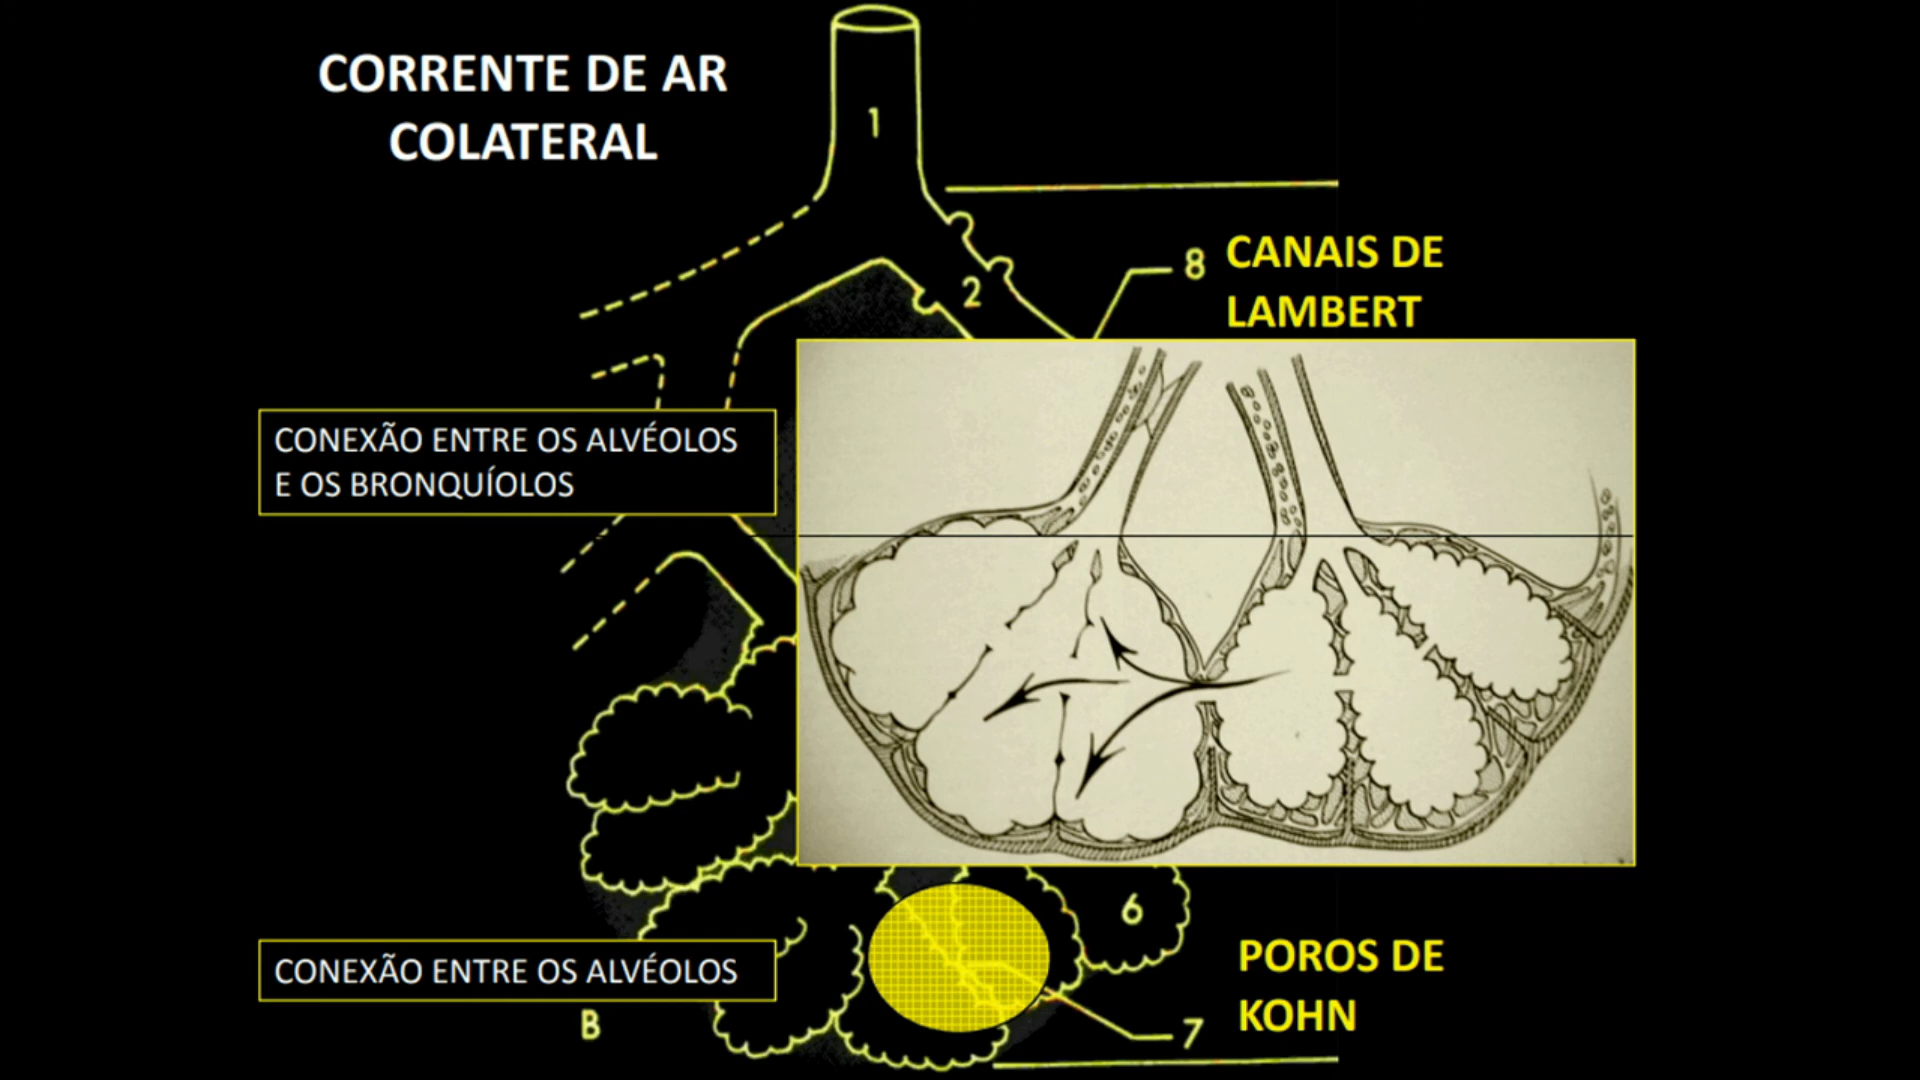 CORRENTE DE AR
COLATERAL
1
2
8
CANAIS DE
LAMBERT
CONEXÃO ENTRE OS ALVÉOLOS
E OS BRONQUÍOLOS
6
CONEXÃO ENTRE OS ALVÉOLOS
B
7
POROS DE
KOHN